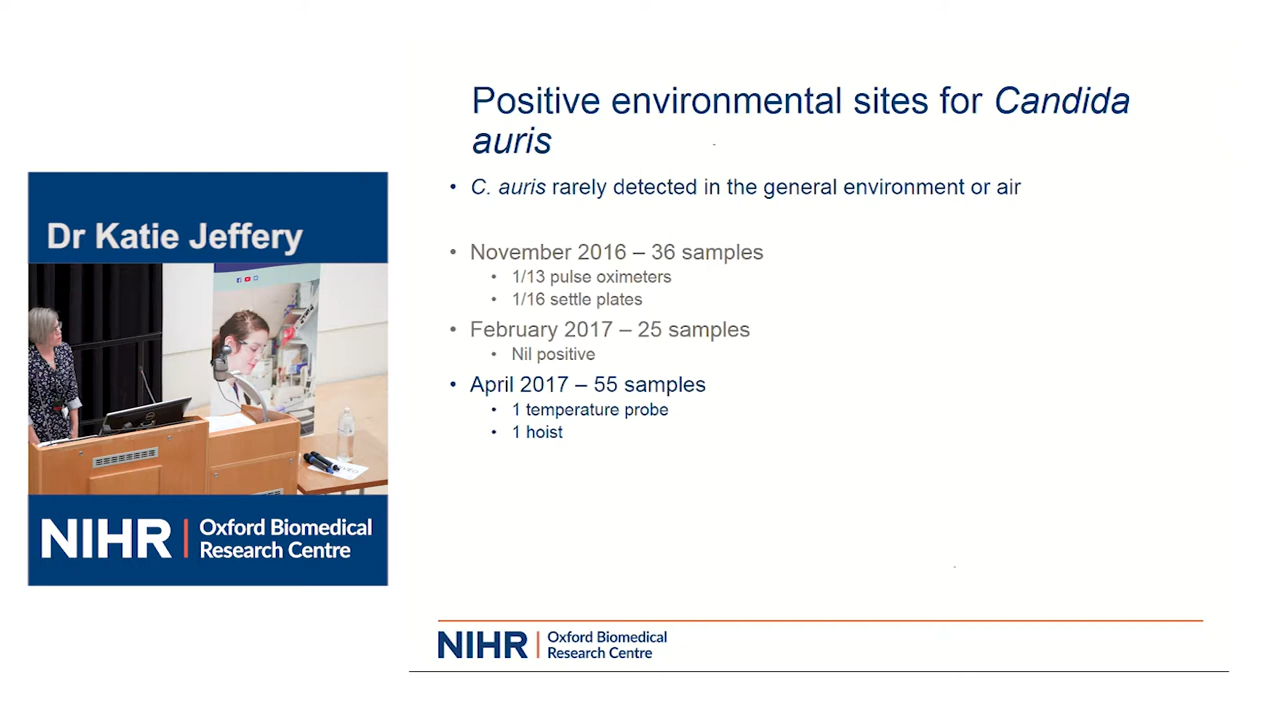 Positive environmental sites for Candida
auris
• C. auris rarely detected in the general environment or air
• November 2016 – 36 samples
• 1/13 pulse oximeters
• 1/16 settle plates
• February 2017 – 25 samples
• Nil positive
• April 2017 – 55 samples
• 1 temperature probe
• 1 hoist
Dr Katie Jeffery
NIHR | Oxford Biomedical
Research Centre
NIHR | Oxford Biomedical
Research Centre